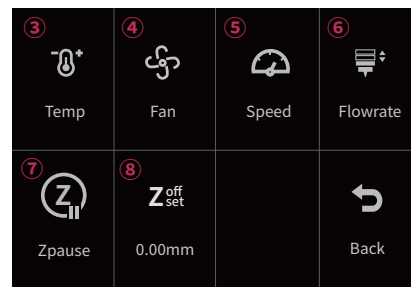 ③ ④ ⑤ ⑥
Temp Fan Speed Flowrate
⑦ ⑧
Z Z off set
Zpause 0.00mm Back